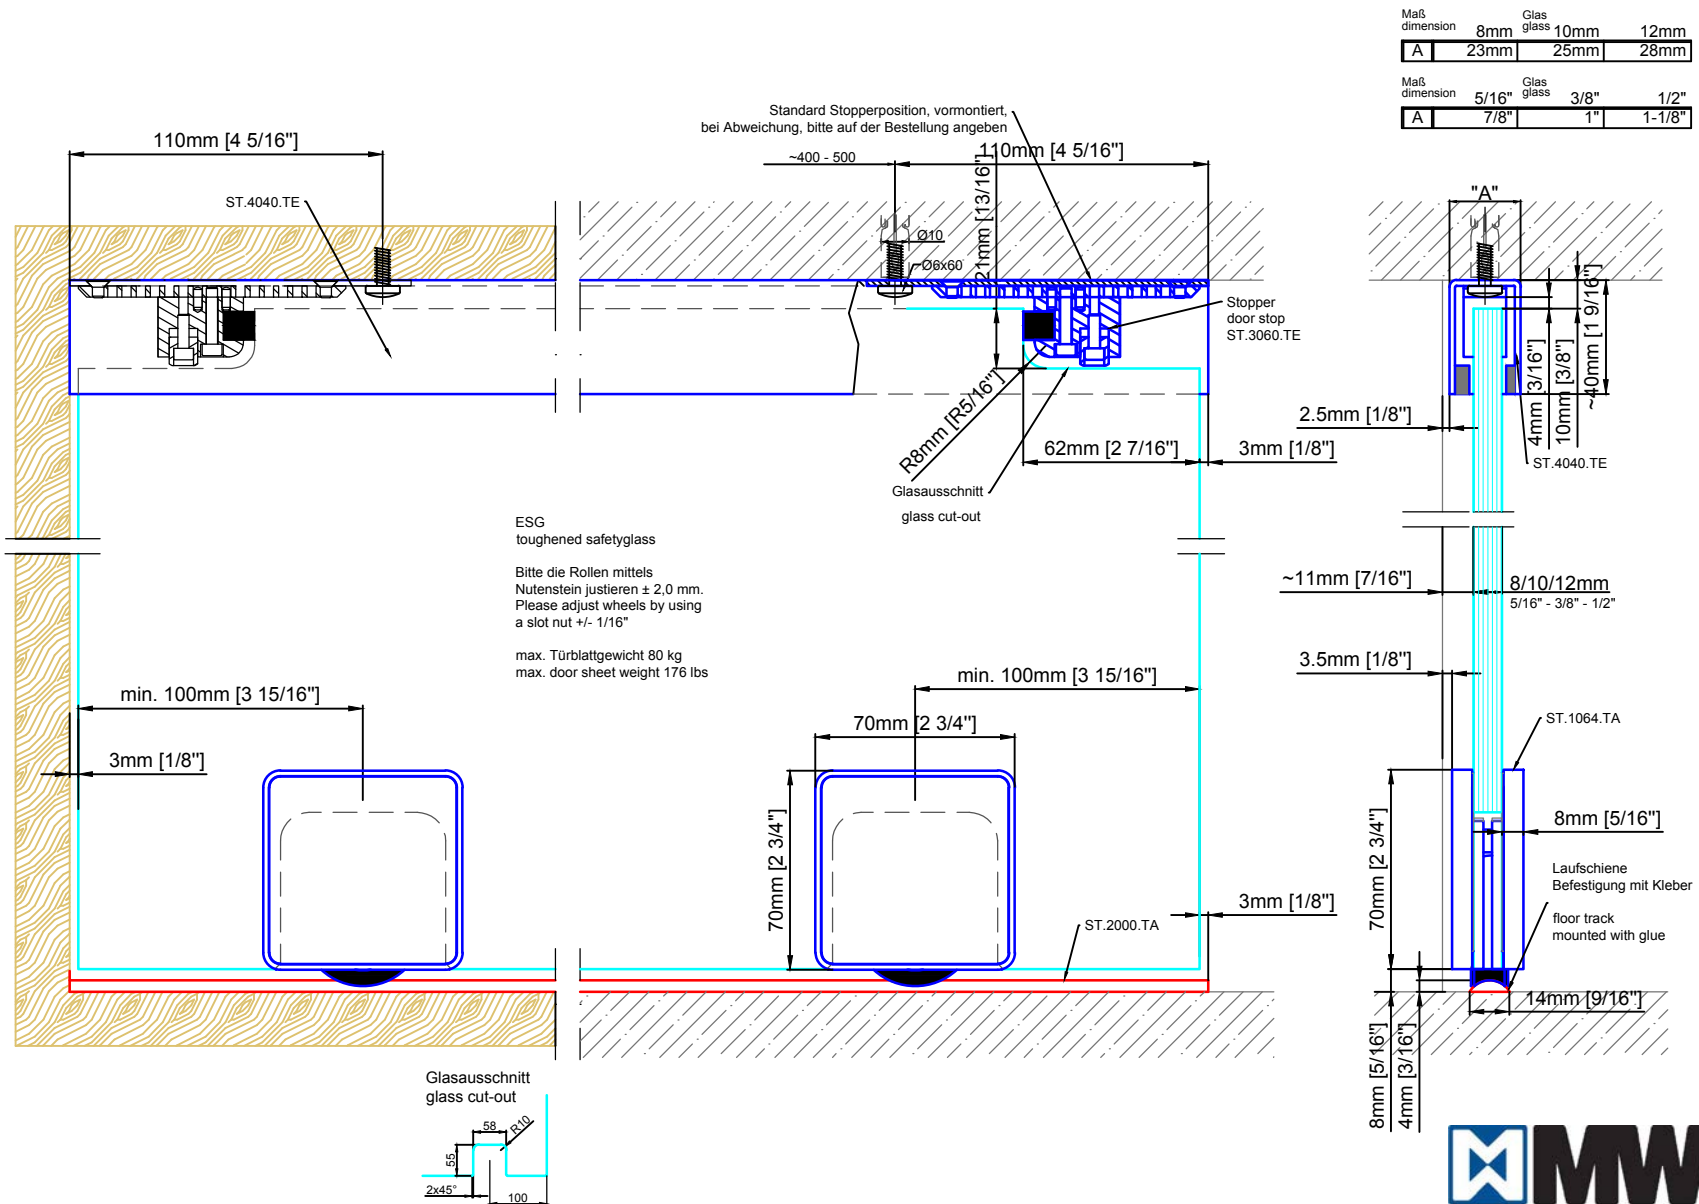 Maß
dimension
8mm
Glas
glass
10mm
12mm
A
23mm
25mm
28mm
Maß
dimension
5/16"
Glas
glass
3/8"
1/2"
A
7/8"
1"
1-1/8"
Standard Stopperposition, vormontiert,
bei Abweichung, bitte auf der Bestellung angeben
110mm [4 5/16"]
~400 - 500
110mm [4 5/16"]
ST.4040.TE
21mm [13/16"]
Ø10
Ø6x60
"A"
Stopper
door stop
ST.3060.TE
R8mm [R5/16"]
62mm [2 7/16"]
3mm [1/8"]
Glasausschnitt
glass cut-out
2.5mm [1/8"]
4mm [3/16"]
10mm [3/8"]
~40mm [1 9/16"]
ST.4040.TE
ESG
toughened safetyglass
Bitte die Rollen mittels
Nutenstein justieren ± 2,0 mm.
Please adjust wheels by using
a slot nut +/- 1/16"
max. Türblattgewicht 80 kg
max. door sheet weight 176 lbs
~11mm [7/16"]
8/10/12mm
5/16" - 3/8" - 1/2"
3.5mm [1/8"]
min. 100mm [3 15/16"]
min. 100mm [3 15/16"]
70mm [2 3/4"]
3mm [1/8"]
70mm [2 3/4"]
ST.1064.TA
70mm [2 3/4"]
8mm [5/16"]
Laufschiene
Befestigung mit Kleber
floor track
mounted with glue
3mm [1/8"]
ST.2000.TA
14mm [9/16"]
8mm [5/16"]
4mm [3/16"]
Glasausschnitt
glass cut-out
58
R10
55
2x45°
100
MW